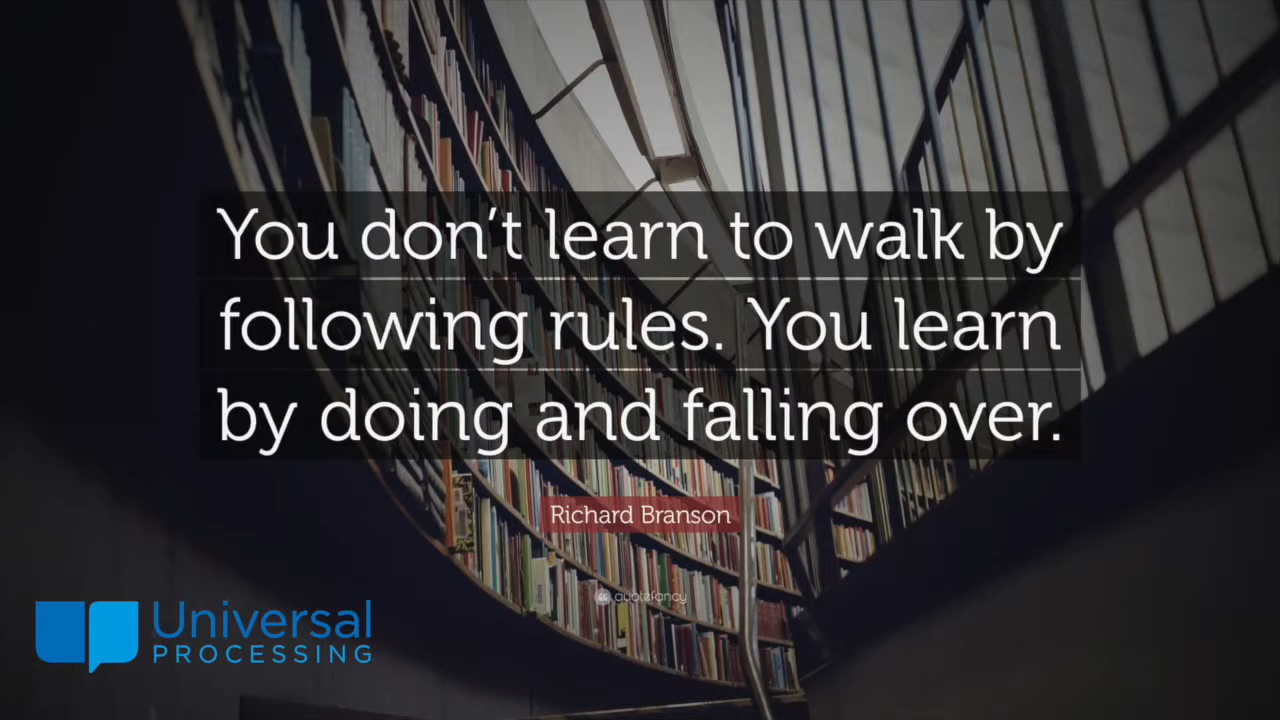 You don’t learn to walk by
following rules. You learn
by doing and falling over.
Richard Branson
quotefancy
Universal
PROCESSING